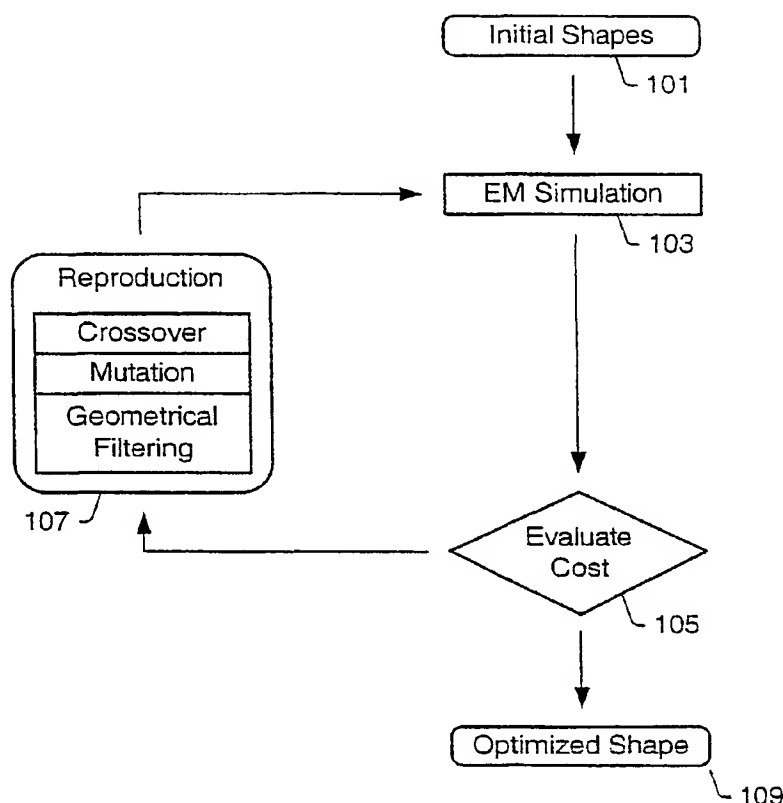 Initial Shapes
101
EM Simulation
103
Reproduction
Crossover
Mutation
Geometrical
Filtering
107
Evaluate
Cost
105
Optimized Shape
109